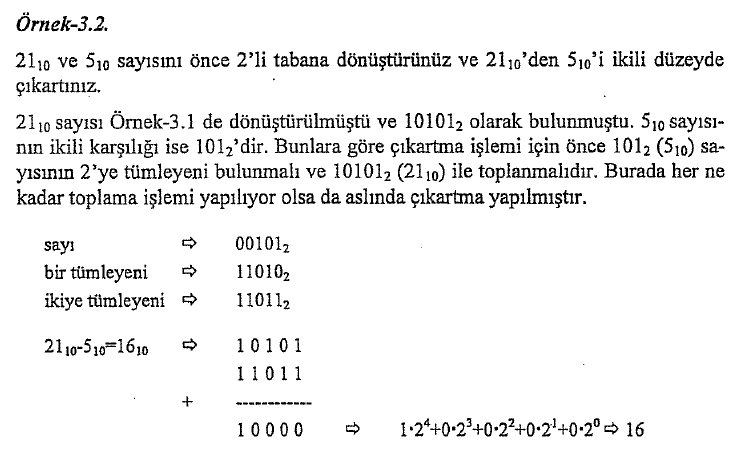 Örnek-3.2.
21₁₀ ve 5₁₀ sayısını önce 2’li tabana dönüştürünüz ve 21₁₀’den 5₁₀’i ikili düzeyde
çıkartınız.
21₁₀ sayısı Örnek-3.1 de dönüştürülmüştü ve 10101₂ olarak bulunmuştu. 5₁₀ sayısı-
nın ikili karşılığı ise 101₂’dir. Bunlara göre çıkartma işlemi için önce 101₂ (5₁₀) sa-
yısının 2’ye tümleyeni bulunmalı ve 10101₂ (21₁₀) ile toplanmalıdır. Burada her ne
kadar toplama işlemi yapılıyor olsa da aslında çıkartma yapılmıştır.
sayı ⇨ 00101₂
bir tümleyeni ⇨ 11010₂
ikiye tümleyeni ⇨ 11011₂
21₁₀-5₁₀=16₁₀ ⇨ 1 0 1 0 1
1 1 0 1 1
+ ------------
1 0 0 0 0 ⇨ 1·2⁴+0·2³+0·2²+0·2¹+0·2⁰ ⇨ 16